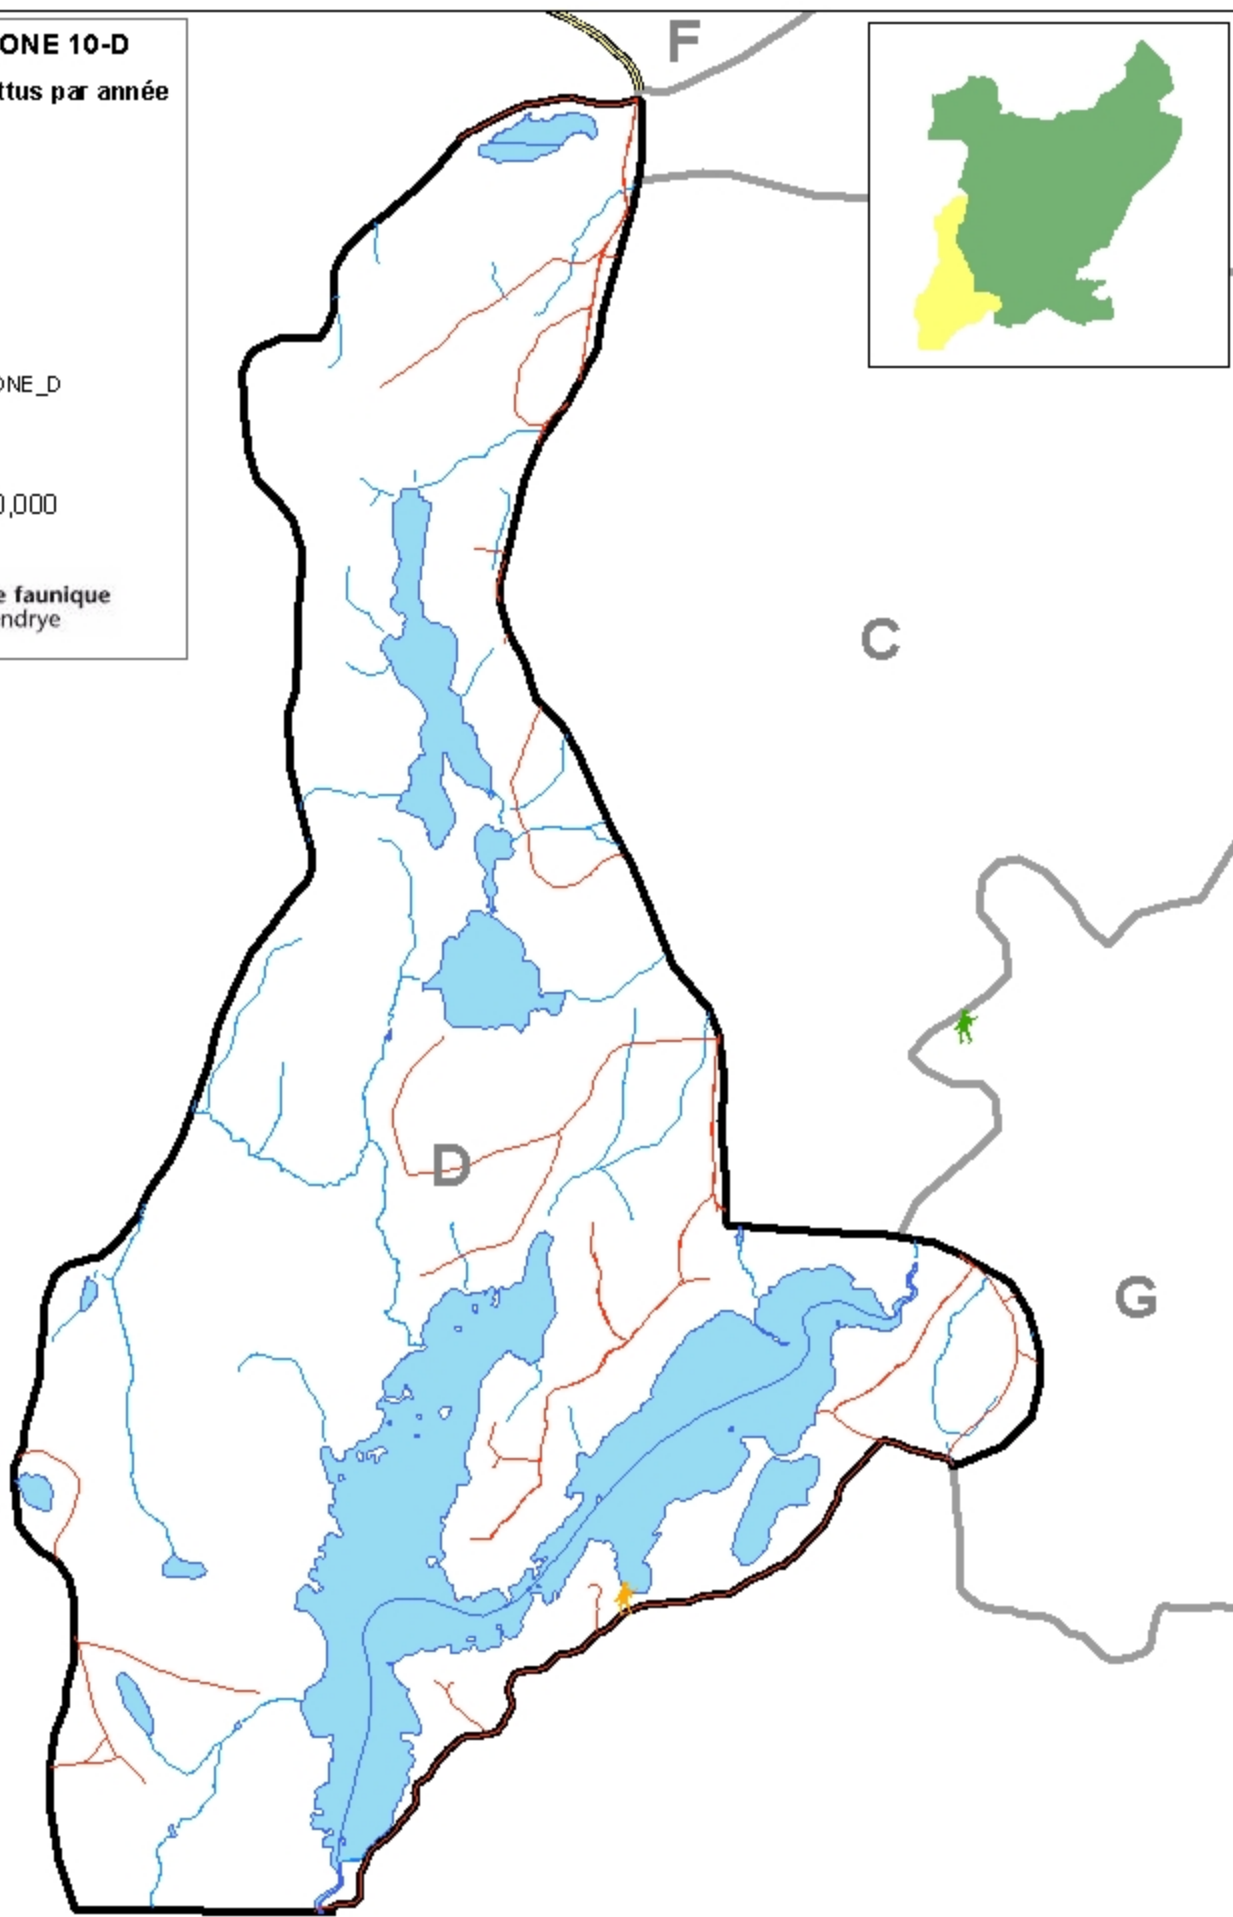 ONE 10-D
ttus par année
ONE_D
0,000
e faunique
ndrye
F
C
D
G